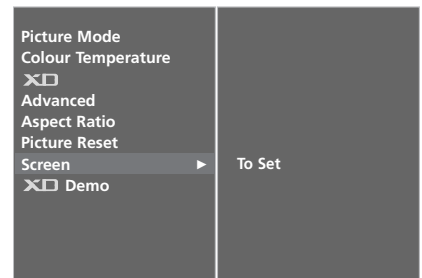 Picture Mode
Colour Temperature
XD
Advanced
Aspect Ratio
Picture Reset
Screen ► To Set
XD Demo